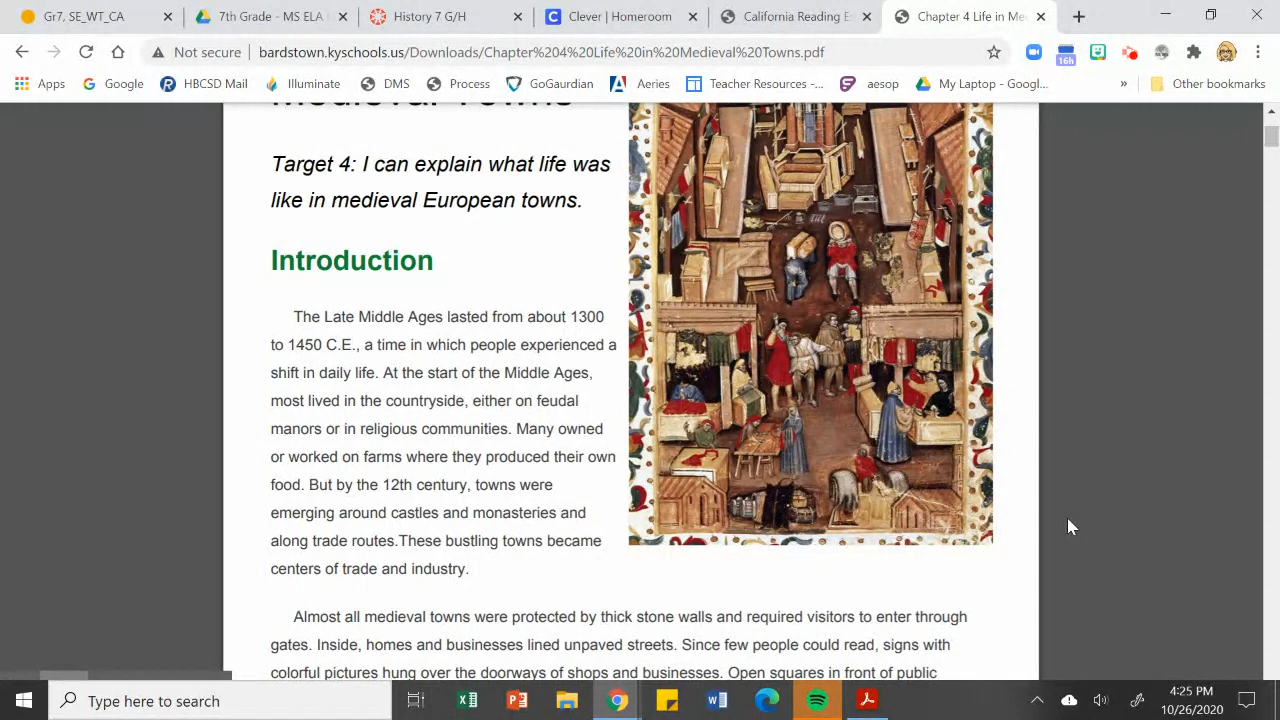 Gr7, SE_WT_CA
7th Grade - MS ELA
History 7 G/H
Clever | Homeroom
California Reading E
Chapter 4 Life in Me
Not secure
bardstown.kyschools.us/Downloads/Chapter%204%20Life%20in%20Medieval%20Towns.pdf
16h
Apps
Google
HBCSD Mail
Illuminate
DMS
Process
GoGaurdian
Aeries
Teacher Resources -...
aesop
My Laptop - Googl...
»
Other bookmarks
Medieval Towns
Target 4: I can explain what life was
like in medieval European towns.
Introduction
The Late Middle Ages lasted from about 1300
to 1450 C.E., a time in which people experienced a
shift in daily life. At the start of the Middle Ages,
most lived in the countryside, either on feudal
manors or in religious communities. Many owned
or worked on farms where they produced their own
food. But by the 12th century, towns were
emerging around castles and monasteries and
along trade routes.These bustling towns became
centers of trade and industry.
Almost all medieval towns were protected by thick stone walls and required visitors to enter through
gates. Inside, homes and businesses lined unpaved streets. Since few people could read, signs with
colorful pictures hung over the doorways of shops and businesses. Open squares in front of public
Type here to search
4:25 PM
10/26/2020